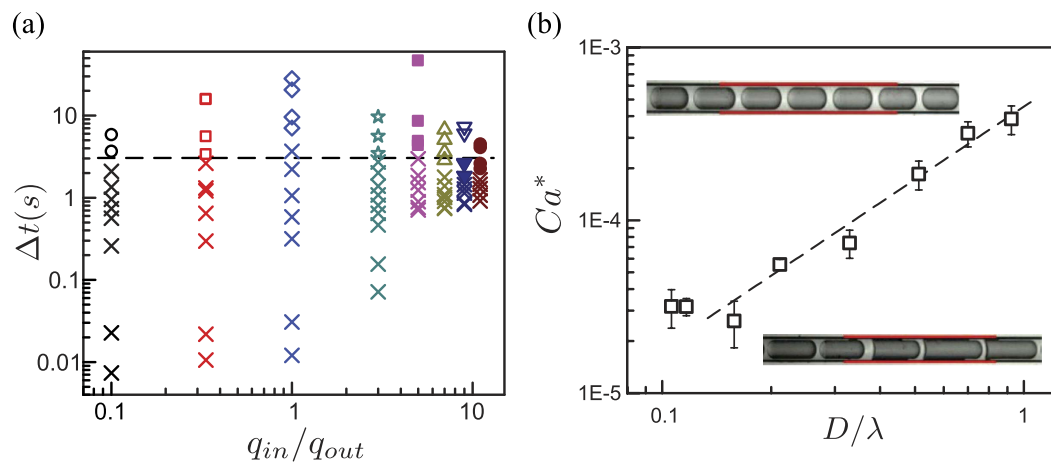 (a)
(b)
Δt(s)
10
1
0.1
0.01
0.1
1
10
q_in/q_out
Ca*
1E-3
1E-4
1E-5
0.1
1
D/λ